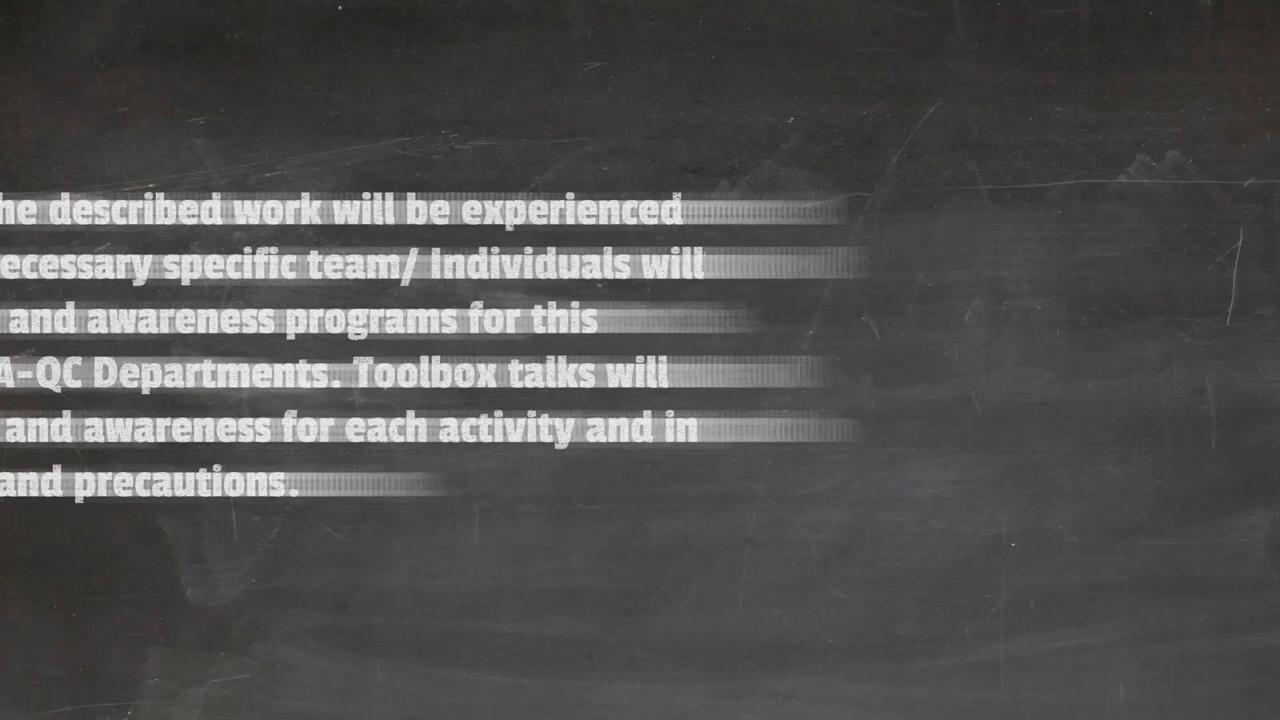 he described work will be experienced
ecessary specific team/ Individuals will
and awareness programs for this
A-QC Departments. Toolbox talks will
and awareness for each activity and in
and precautions.